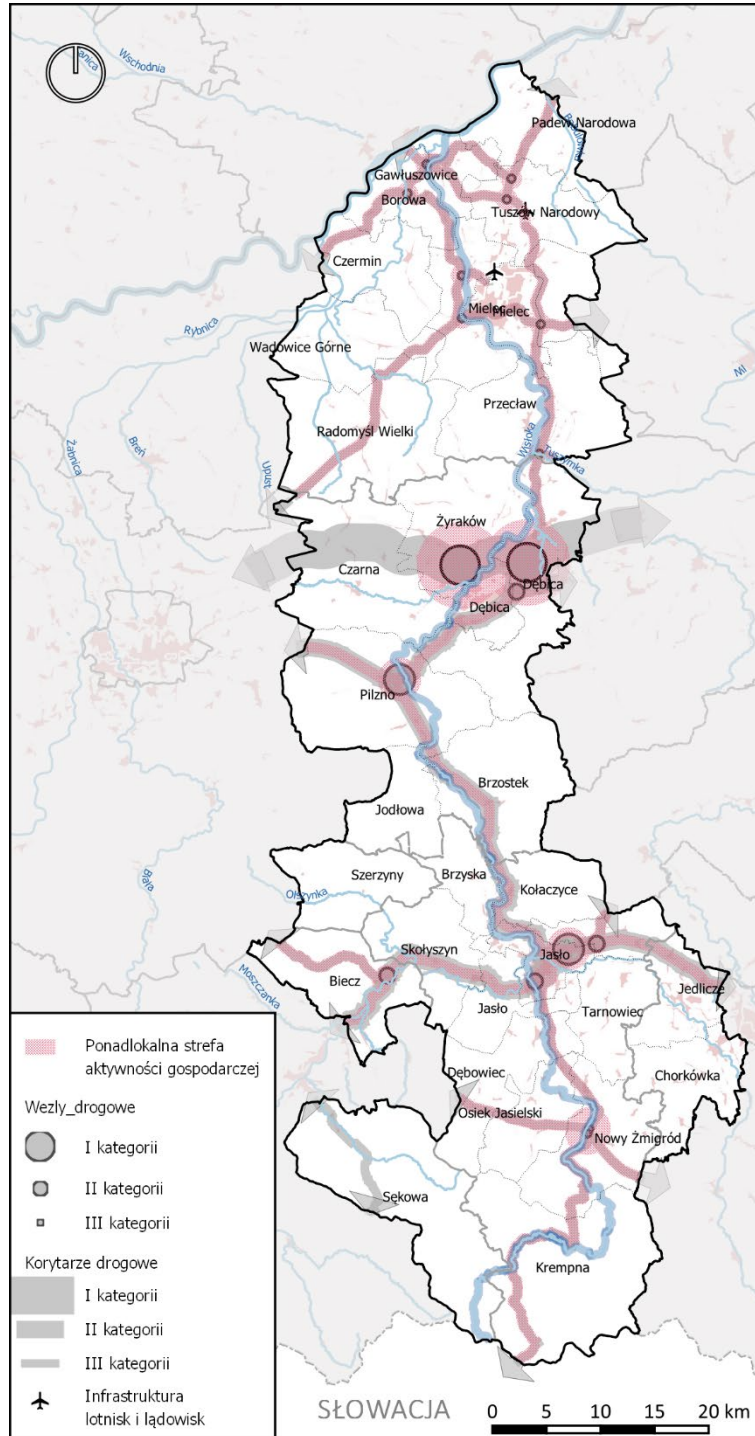 Wschodnia
Padew Narodowa
Gawłuszowice
Borowa
Tuszów Narodowy
Czermin
Rybnica
Mielec
Mielec
Wadowice Górne
Przecław
Radomyśl Wielki
Wisłoka
Tuszymka
Żabnica
Breń
Upust
Żyraków
Czarna
Dębica
Dębica
Pilzno
Brzostek
Jodłowa
Szerzyny
Brzyska
Kołaczyce
Olszynka
Biała
Skołyszyn
Jasło
Biecz
Moszczanka
Jedlicze
Jasło
Tarnowiec
Chorkówka
Dębowiec
Osiek Jasielski
Nowy Żmigród
Sękowa
Krempna
SŁOWACJA
0 5 10 15 20 km
Ponadlokalna strefa
aktywności gospodarczej
Wezly_drogowe
I kategorii
II kategorii
III kategorii
Korytarze drogowe
I kategorii
II kategorii
III kategorii
Infrastruktura
lotnisk i lądowisk